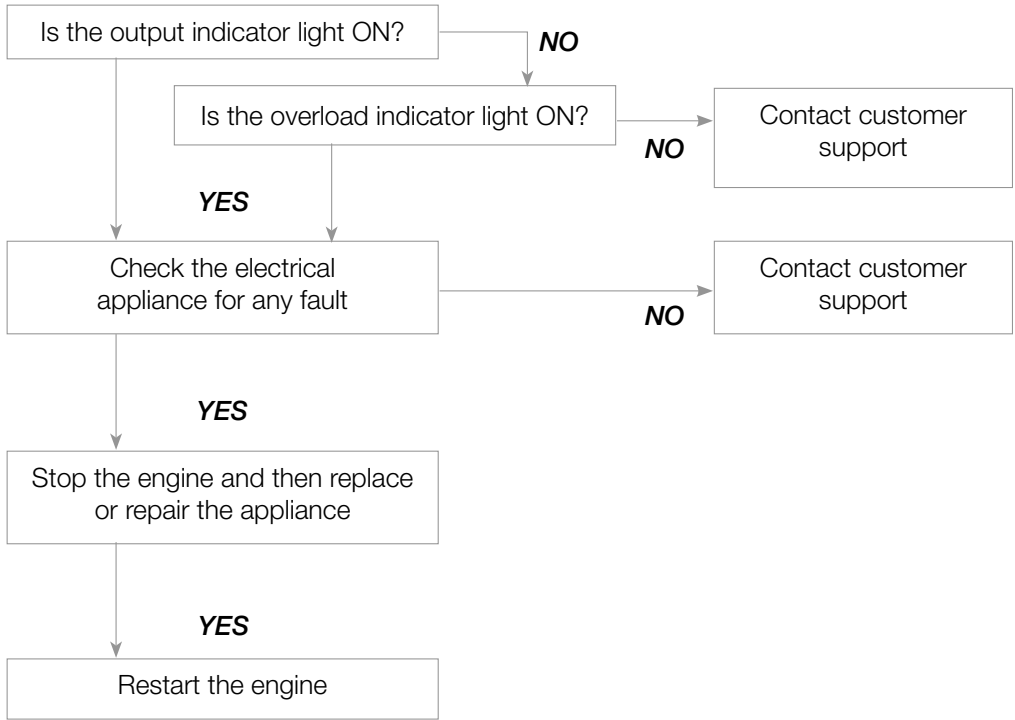 Is the output indicator light ON?
NO
Is the overload indicator light ON?
NO
Contact customer
support
YES
Check the electrical
appliance for any fault
NO
Contact customer
support
YES
Stop the engine and then replace
or repair the appliance
YES
Restart the engine